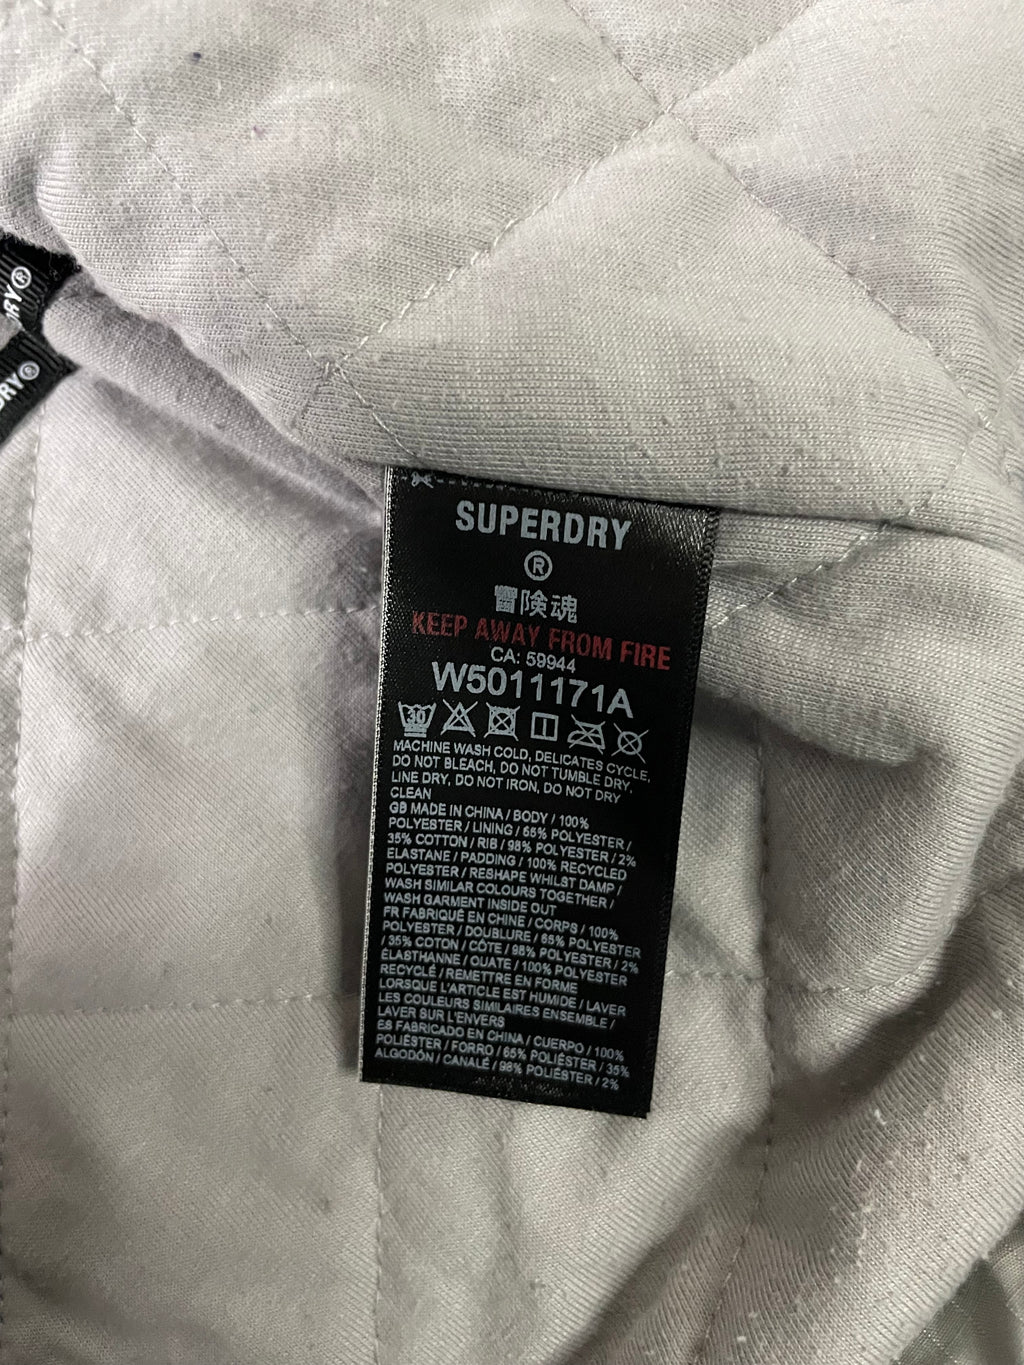 DRY®
DRY®
SUPERDRY
®
冒険魂
KEEP AWAY FROM FIRE
CA: 59944
W5011171A
30
MACHINE WASH COLD, DELICATES CYCLE,
DO NOT BLEACH, DO NOT TUMBLE DRY,
LINE DRY, DO NOT IRON, DO NOT DRY
CLEAN
GB MADE IN CHINA / BODY / 100%
POLYESTER / LINING / 65% POLYESTER /
35% COTTON / RIB / 98% POLYESTER / 2%
ELASTANE / PADDING / 100% RECYCLED
POLYESTER / RESHAPE WHILST DAMP /
WASH SIMILAR COLOURS TOGETHER /
WASH GARMENT INSIDE OUT
FR FABRIQUÉ EN CHINE / CORPS / 100%
POLYESTER / DOUBLURE / 65% POLYESTER
/ 35% COTON / CÔTE / 98% POLYESTER / 2%
ÉLASTHANNE / OUATE / 100% POLYESTER
RECYCLÉ / REMETTRE EN FORME
LORSQUE L'ARTICLE EST HUMIDE / LAVER
LES COULEURS SIMILAIRES ENSEMBLE /
LAVER SUR L'ENVERS
ES FABRICADO EN CHINA / CUERPO / 100%
POLIÉSTER / FORRO / 65% POLIÉSTER / 35%
ALGODÓN / CANALÉ / 98% POLIÉSTER / 2%